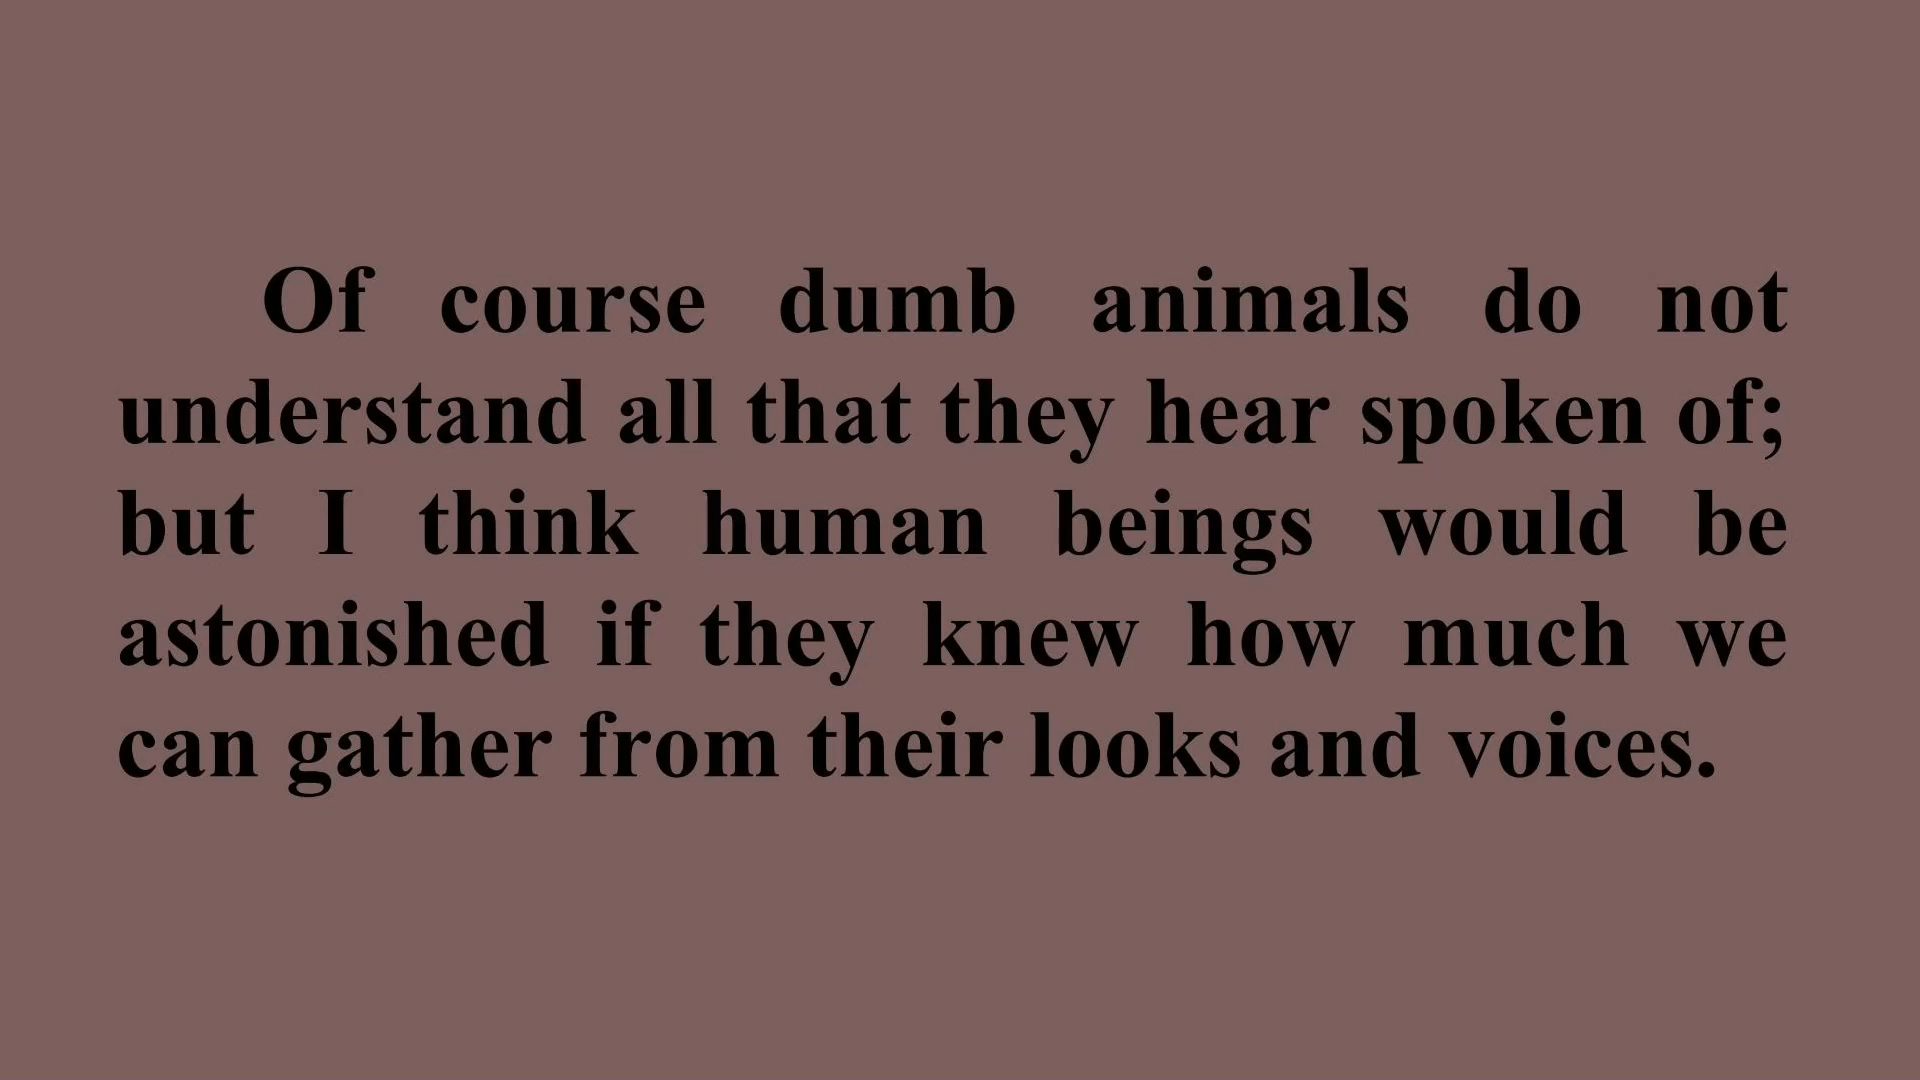 Of course dumb animals do not
understand all that they hear spoken of;
but I think human beings would be
astonished if they knew how much we
can gather from their looks and voices.